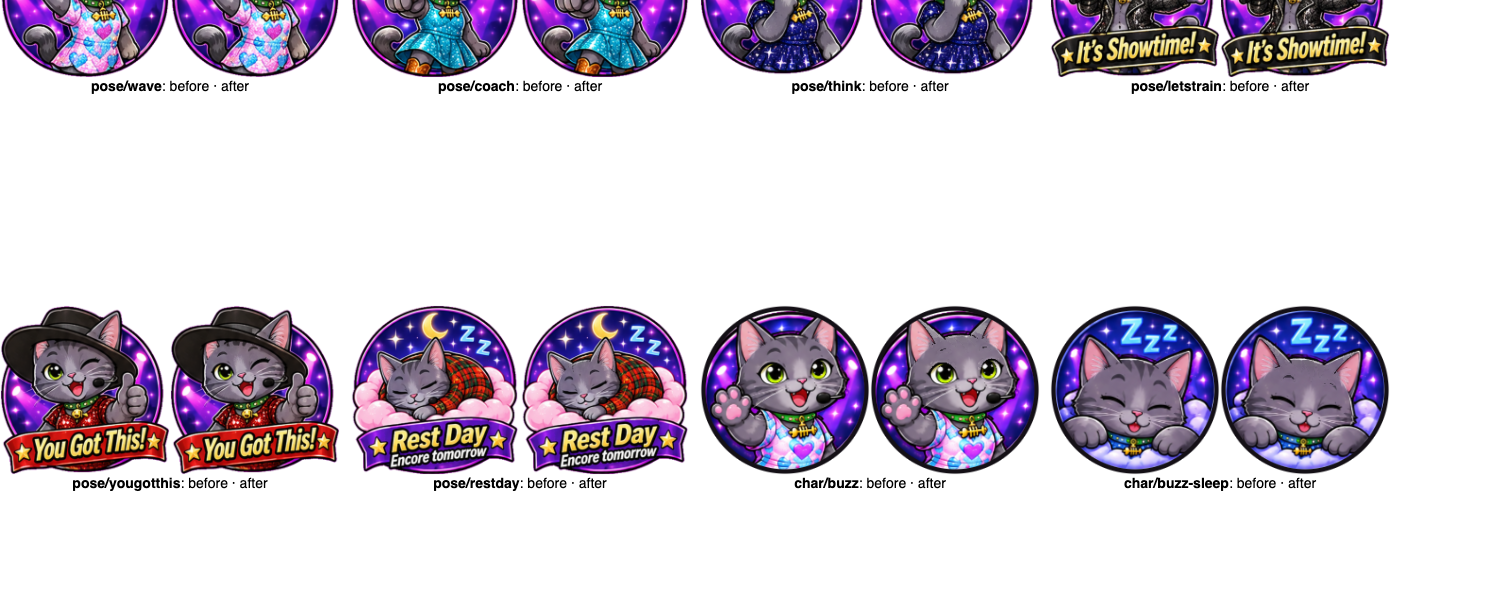 It's Showtime! It's Showtime!
pose/wave: before · after pose/coach: before · after pose/think: before · after pose/letstrain: before · after
Z Z Z Z Z Z Z Z Z Z
You Got This! You Got This! Rest Day Rest Day
Encore tomorrow Encore tomorrow
pose/yougotthis: before · after pose/restday: before · after char/buzz: before · after char/buzz-sleep: before · after